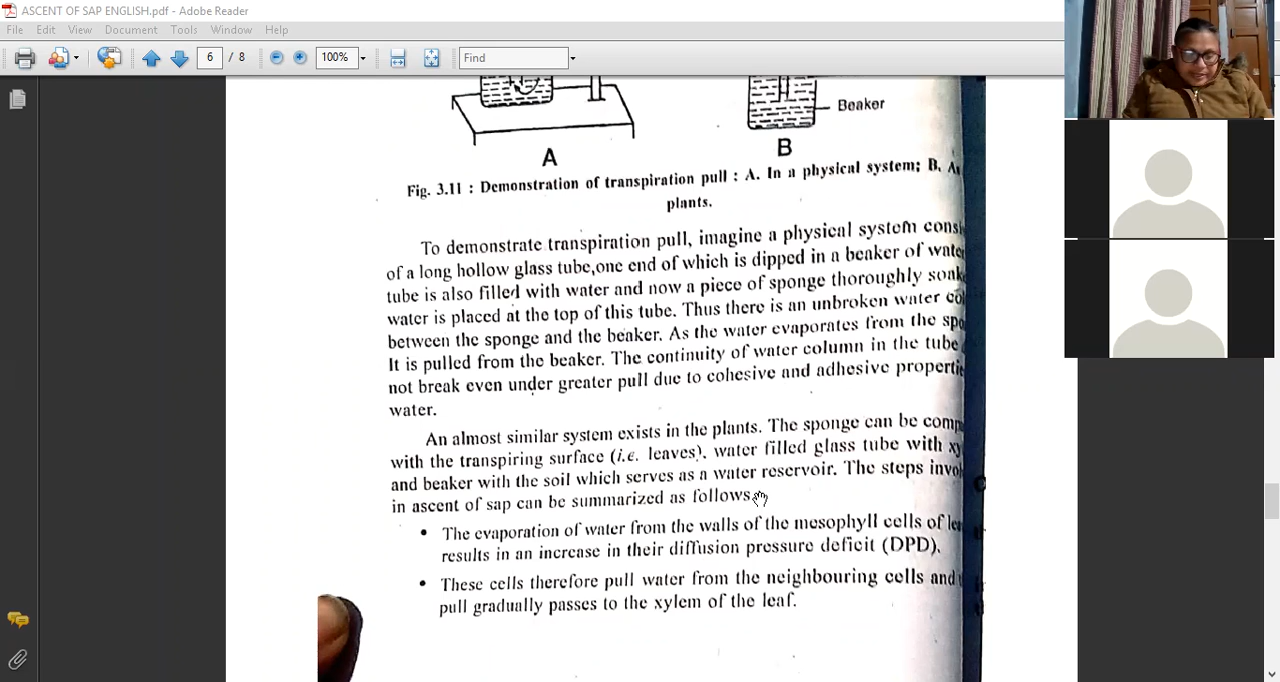 ASCENT OF SAP ENGLISH.pdf - Adobe Reader
File Edit View Document Tools Window Help
6 / 8 100% Find
Beaker
A B
Fig. 3.11 : Demonstration of transpiration pull : A. In a physical system; B.
plants.
To demonstrate transpiration pull, imagine a physical system
of a long hollow glass tube, one end of which is dipped in a beaker of
tube is also filled with water and now a piece of sponge thoroughly
water is placed at the top of this tube. Thus there is an unbroken water
between the sponge and the beaker. As the water evaporates from the
It is pulled from the beaker. The continuity of water column in the tube
not break even under greater pull due to cohesive and adhesive
water.
An almost similar system exists in the plants. The sponge can be
with the transpiring surface (i.e. leaves), water filled glass tube with
and beaker with the soil which serves as a water reservoir. The steps
in ascent of sap can be summarized as follows
• The evaporation of water from the walls of the mesophyll cells of
results in an increase in their diffusion pressure deficit (DPD).
• These cells therefore pull water from the neighbouring cells and
pull gradually passes to the xylem of the leaf.